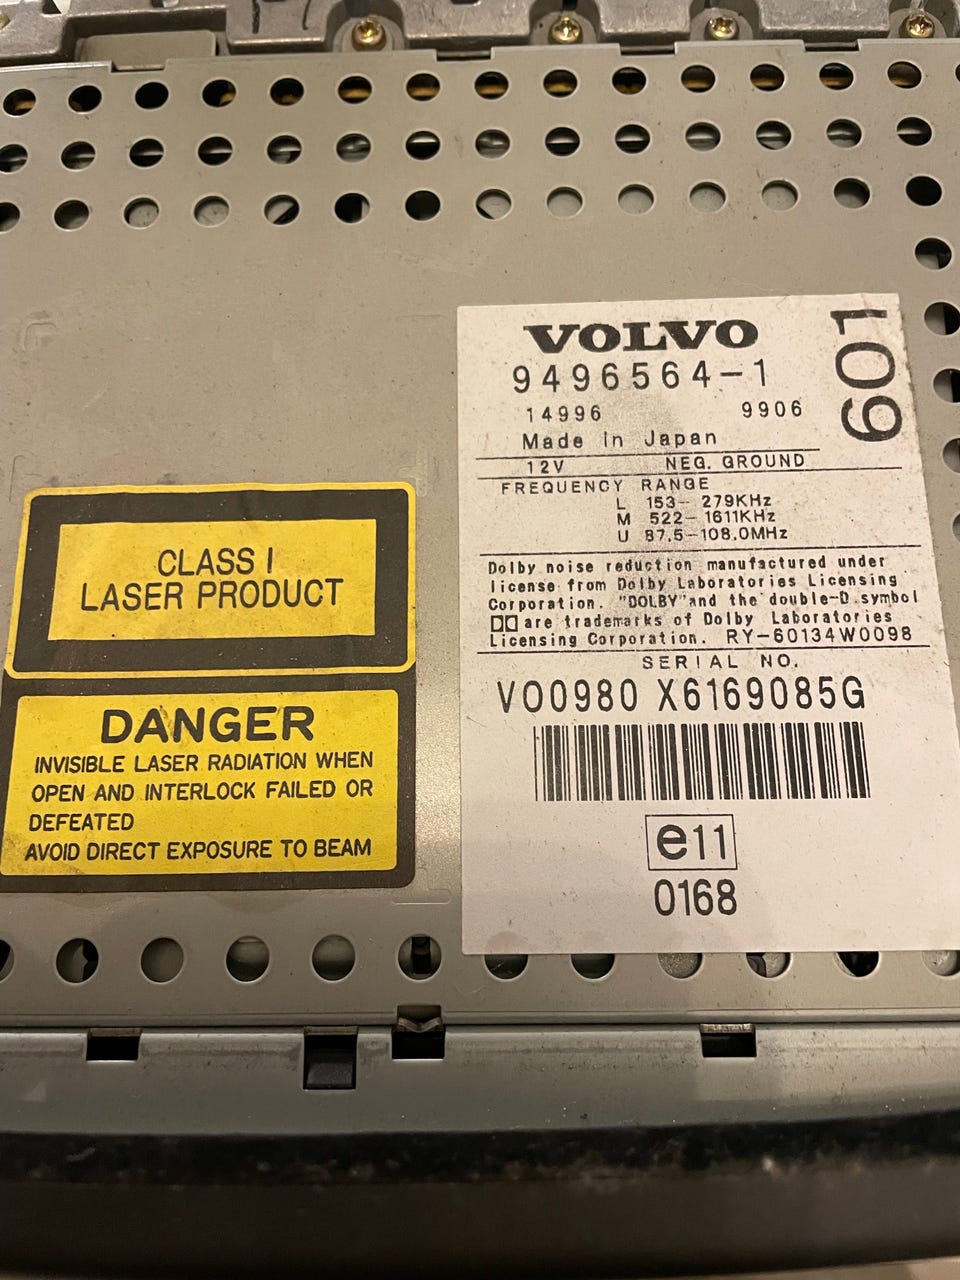 VOLVO
601
9496564-1
14996 9906
Made in Japan
12V NEG. GROUND
FREQUENCY RANGE
L 153- 279KHz
M 522- 1611KHz
U 87.5-108.0MHz
Dolby noise reduction manufactured under
license from Dolby Laboratories Licensing
Corporation. "DOLBY"and the double-D symbol
are trademarks of Dolby Laboratories
Licensing Corporation. RY-60134W0098
SERIAL NO.
V00980 X6169085G
e11
0168
CLASS I
LASER PRODUCT
DANGER
INVISIBLE LASER RADIATION WHEN
OPEN AND INTERLOCK FAILED OR
DEFEATED
AVOID DIRECT EXPOSURE TO BEAM